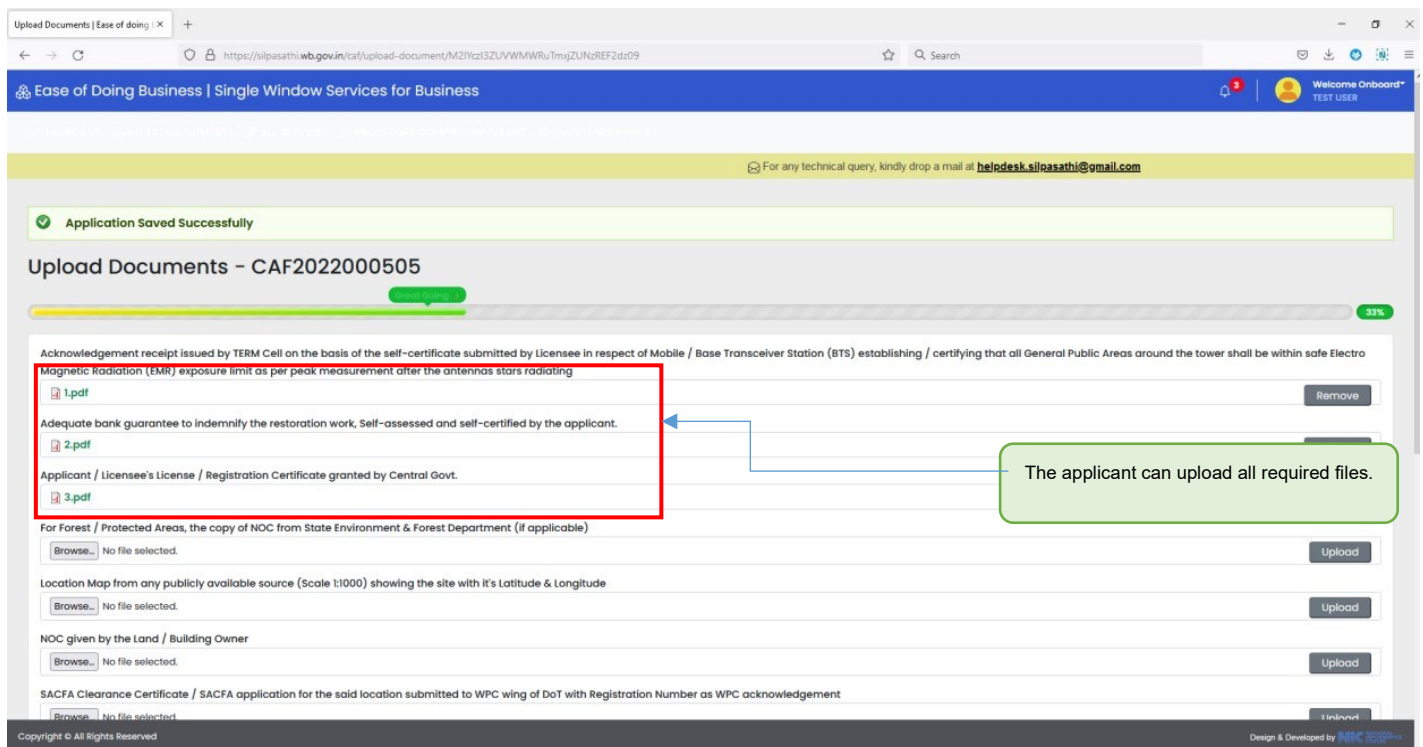 Upload Documents | Ease of doing
https://silpasathi.wb.gov.in/caf/upload-document/M2lYczI3ZUVWMWRuTmxjZUNzREF2dz09
Search
Ease of Doing Business | Single Window Services for Business
3
Welcome Onboard
TEST USER
For any technical query, kindly drop a mail at helpdesk.silpasathi@gmail.com
Application Saved Successfully
Upload Documents - CAF2022000505
Great Going
33%
Acknowledgement receipt issued by TERM Cell on the basis of the self-certificate submitted by Licensee in respect of Mobile / Base Transceiver Station (BTS) establishing / certifying that all General Public Areas around the tower shall be within safe Electro
Magnetic Radiation (EMR) exposure limit as per peak measurement after the antennas stars radiating
1.pdf
Remove
Adequate bank guarantee to indemnify the restoration work, Self-assessed and self-certified by the applicant.
2.pdf
The applicant can upload all required files.
Applicant / Licensee's License / Registration Certificate granted by Central Govt.
3.pdf
For Forest / Protected Areas, the copy of NOC from State Environment & Forest Department (if applicable)
Browse... No file selected. Upload
Location Map from any publicly available source (Scale 1:1000) showing the site with it's Latitude & Longitude
Browse... No file selected. Upload
NOC given by the Land / Building Owner
Browse... No file selected. Upload
SACFA Clearance Certificate / SACFA application for the said location submitted to WPC wing of DoT with Registration Number as WPC acknowledgement
Browse... No file selected. Upload
Copyright © All Rights Reserved
Design & Developed by NIC